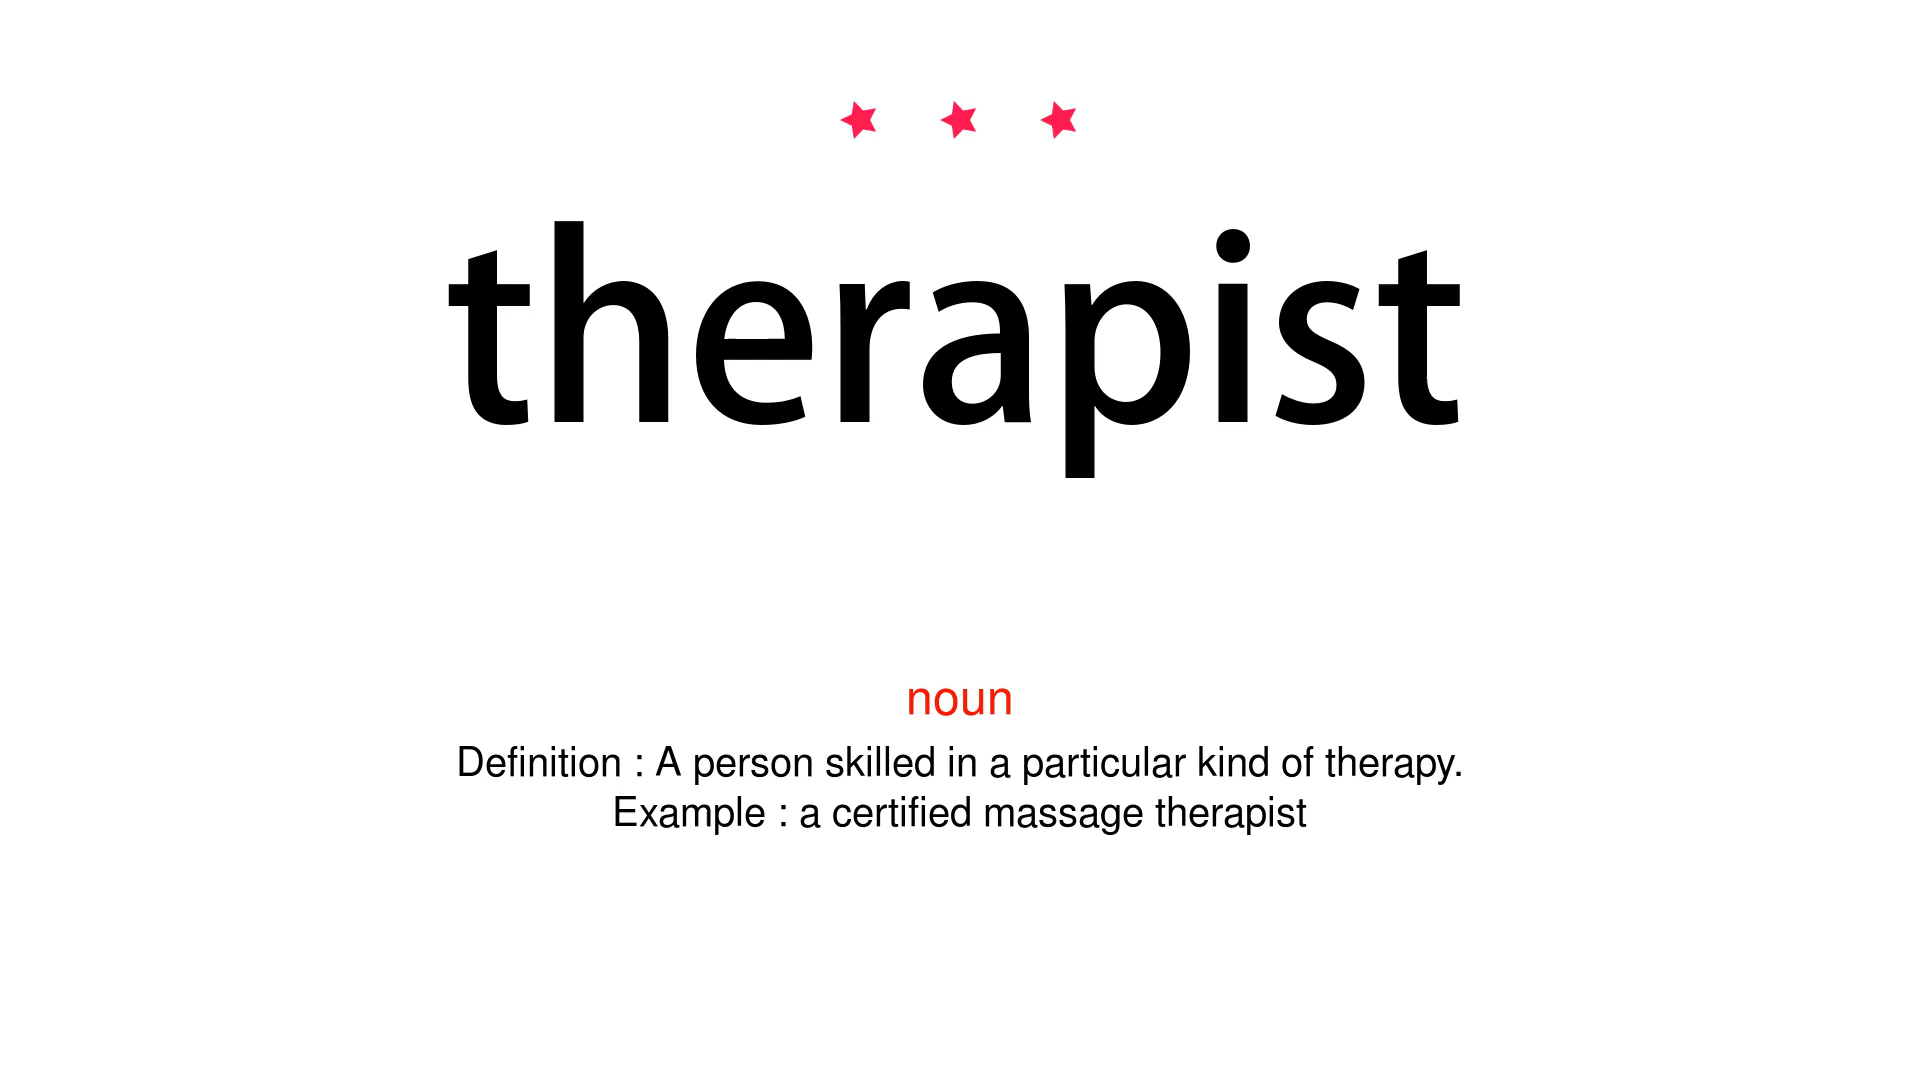 therapist
noun
Definition : A person skilled in a particular kind of therapy.
Example : a certified massage therapist